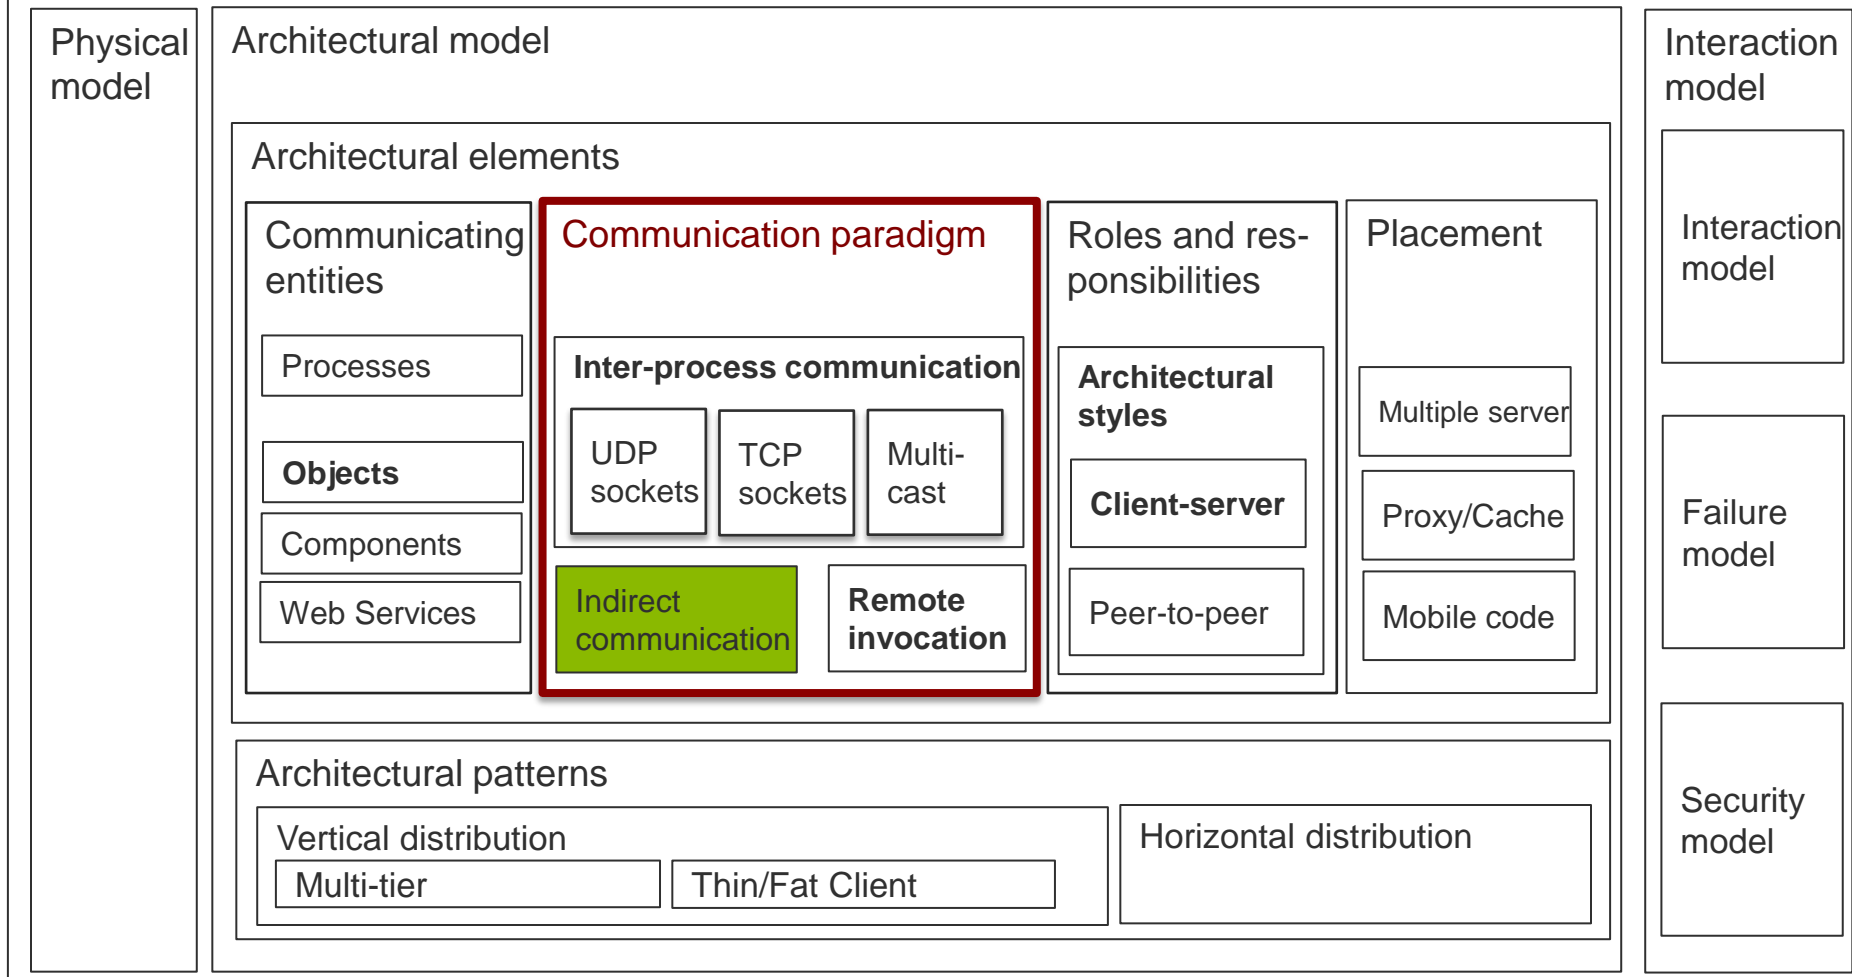 Physical
model
Architectural model
Architectural elements
Communicating
entities
Processes
Objects
Components
Web Services
Communication paradigm
Inter-process communication
UDP
sockets
TCP
sockets
Multi-
cast
Indirect
communication
Remote
invocation
Roles and res-
ponsibilities
Architectural
styles
Client-server
Peer-to-peer
Placement
Multiple server
Proxy/Cache
Mobile code
Architectural patterns
Vertical distribution
Multi-tier
Thin/Fat Client
Horizontal distribution
Interaction
model
Interaction
model
Failure
model
Security
model